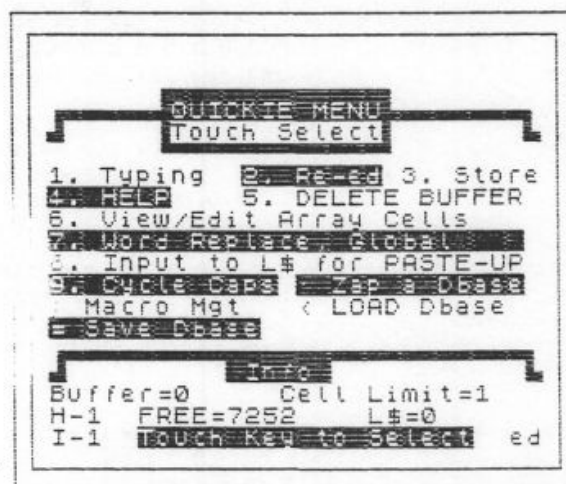 QUICKIE MENU
Touch Select
1. Typing 2. Re-ed 3. Store
4. HELP 5. DELETE BUFFER
6. View/Edit Array Cells
7. Word Replace, Global
8. Input to L$ for PASTE-UP
9. Cycle Caps Zap a Dbase
Macro Mgt < LOAD Dbase
= Save Dbase
Info
Buffer=0 Cell Limit=1
H-1 FREE=7252 L$=0
I-1 Touch Key to Select ed